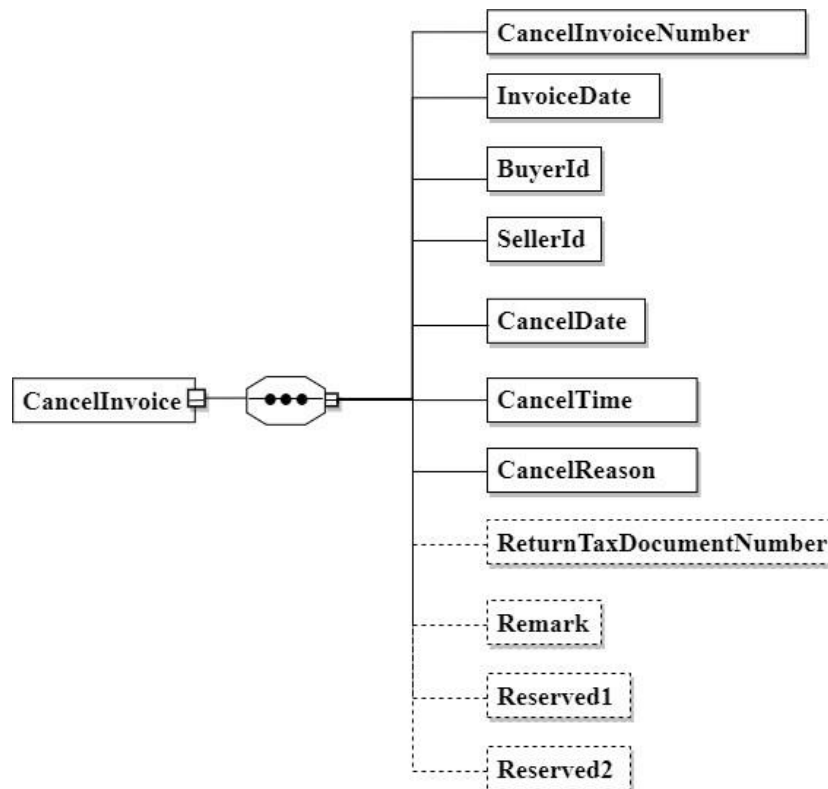 CancelInvoiceNumber
InvoiceDate
BuyerId
SellerId
CancelDate
CancelInvoice
CancelTime
CancelReason
ReturnTaxDocumentNumber
Remark
Reserved1
Reserved2